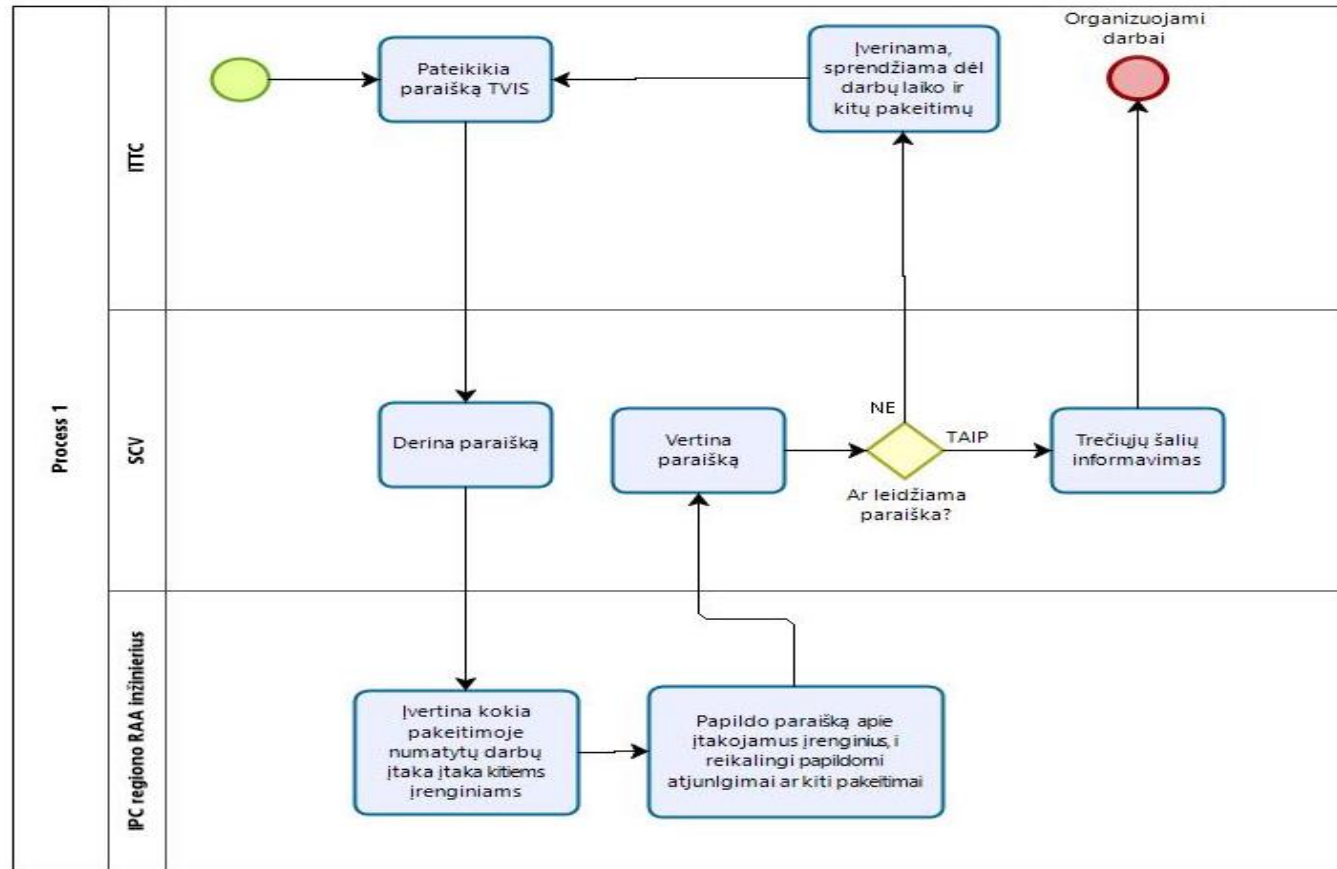 Process 1
ITTC
Pateikikia
paraišką TVIS
Įverinama,
sprendžiama dėl
darbų laiko ir
kitų pakeitimų
Organizuojami
darbai
SCV
Derina paraišką
Vertina
paraišką
NE
TAIP
Ar leidžiama
paraiška?
Trečiųjų šalių
informavimas
IPC regiono RAA inžinierius
Įvertina kokia
pakeitimoje
numatytų darbų
įtaka įtaka kitiems
įrenginiams
Papildo paraišką apie
įtakojamus įrenginius, i
reikalingi papildomi
atjunlgimai ar kiti pakeitimai